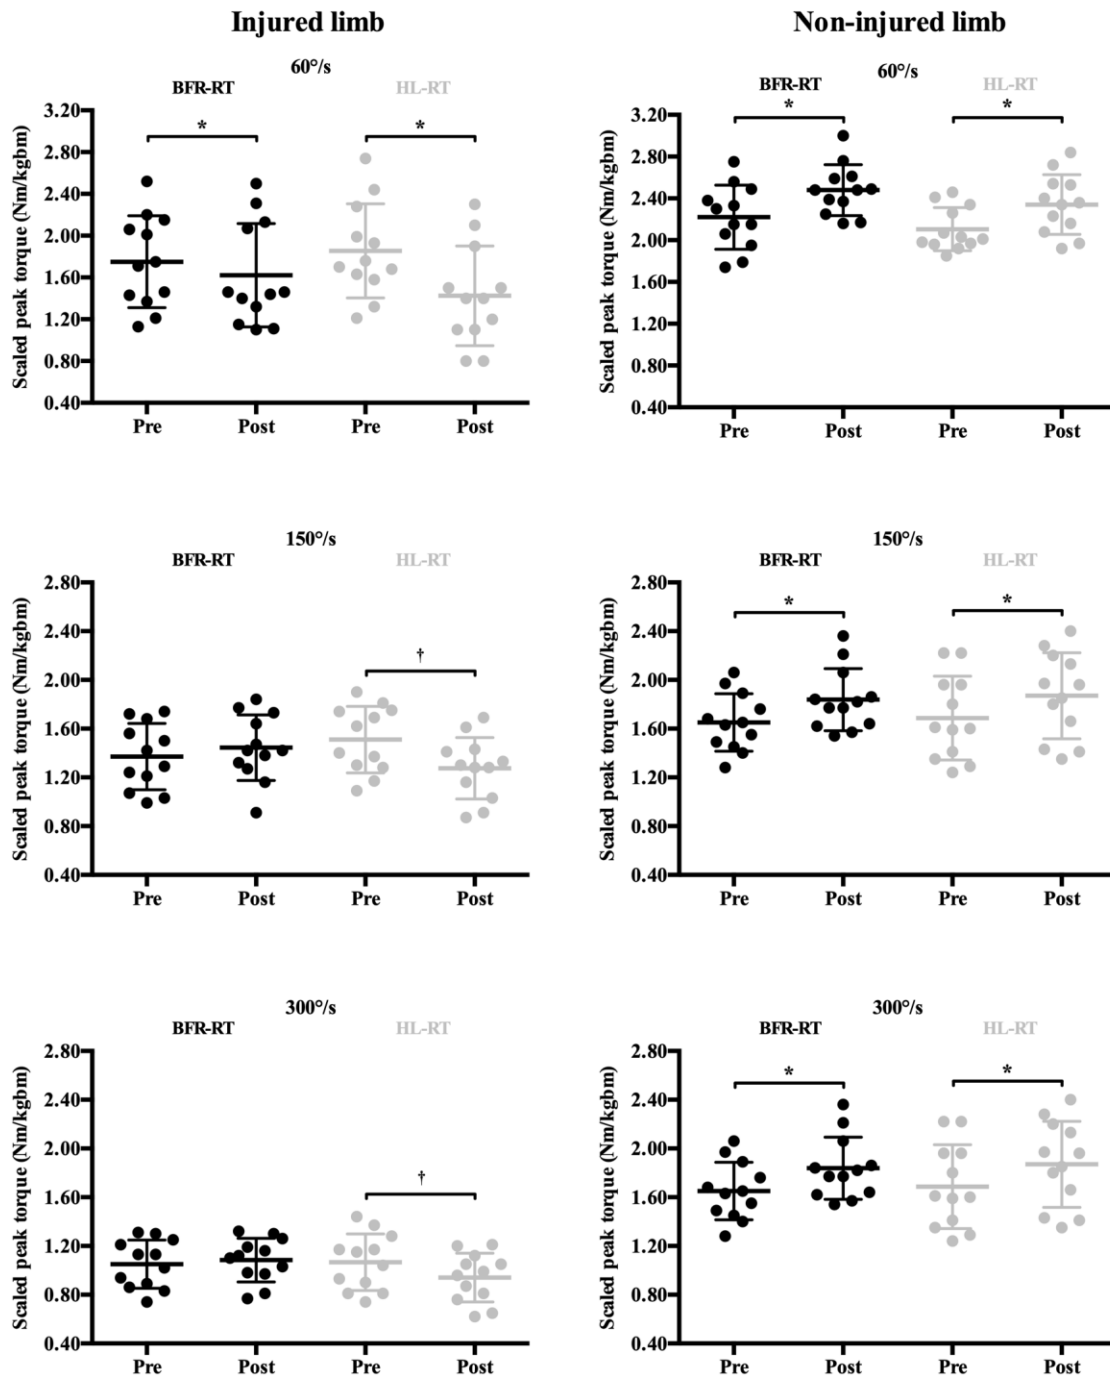 Injured limb
Non-injured limb
60°/s
BFR-RT
HL-RT
*
*
Scaled peak torque (Nm/kgbm)
3.20
2.80
2.40
2.00
1.60
1.20
0.80
0.40
Pre
Post
Pre
Post
60°/s
BFR-RT
HL-RT
*
*
Scaled peak torque (Nm/kgbm)
3.20
2.80
2.40
2.00
1.60
1.20
0.80
0.40
Pre
Post
Pre
Post
150°/s
BFR-RT
HL-RT
†
Scaled peak torque (Nm/kgbm)
2.80
2.40
2.00
1.60
1.20
0.80
0.40
Pre
Post
Pre
Post
150°/s
BFR-RT
HL-RT
*
*
Scaled peak torque (Nm/kgbm)
2.80
2.40
2.00
1.60
1.20
0.80
0.40
Pre
Post
Pre
Post
300°/s
BFR-RT
HL-RT
†
Scaled peak torque (Nm/kgbm)
2.80
2.40
2.00
1.60
1.20
0.80
0.40
Pre
Post
Pre
Post
300°/s
BFR-RT
HL-RT
*
*
Scaled peak torque (Nm/kgbm)
2.80
2.40
2.00
1.60
1.20
0.80
0.40
Pre
Post
Pre
Post